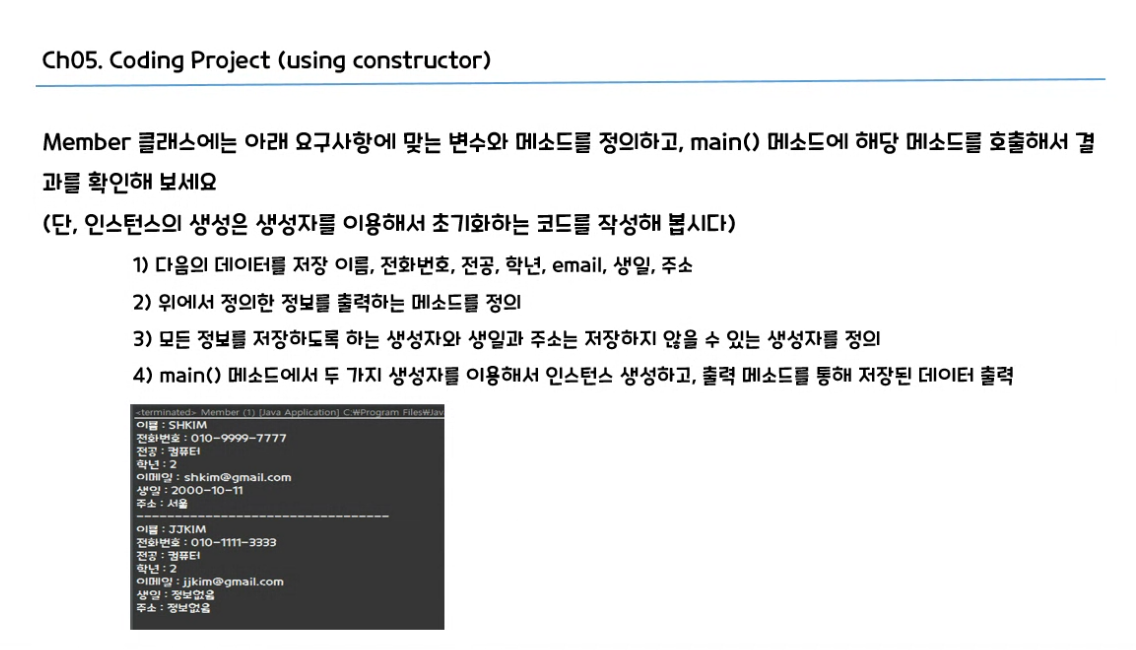 Ch05. Coding Project (using constructor)
Member 클래스에는 아래 요구사항에 맞는 변수와 메소드를 정의하고, main() 메소드에 해당 메소드를 호출해서 결
과를 확인해 보세요
(단, 인스턴스의 생성은 생성자를 이용해서 초기화하는 코드를 작성해 봅시다)
1) 다음의 데이터를 저장 이름, 전화번호, 전공, 학년, email, 생일, 주소
2) 위에서 정의한 정보를 출력하는 메소드를 정의
3) 모든 정보를 저장하도록 하는 생성자와 생일과 주소는 저장하지 않을 수 있는 생성자를 정의
4) main() 메소드에서 두 가지 생성자를 이용해서 인스턴스 생성하고, 출력 메소드를 통해 저장된 데이터 출력
<terminated> Member (1) [Java Application] C:₩Program Files₩Jav
이름 : SHKIM
전화번호 : 010-9999-7777
전공 : 컴퓨터
학년 : 2
이메일 : shkim@gmail.com
생일 : 2000-10-11
주소 : 서울
---------------------------------
이름 : JJKIM
전화번호 : 010-1111-3333
전공 : 컴퓨터
학년 : 2
이메일 : jjkim@gmail.com
생일 : 정보없음
주소 : 정보없음